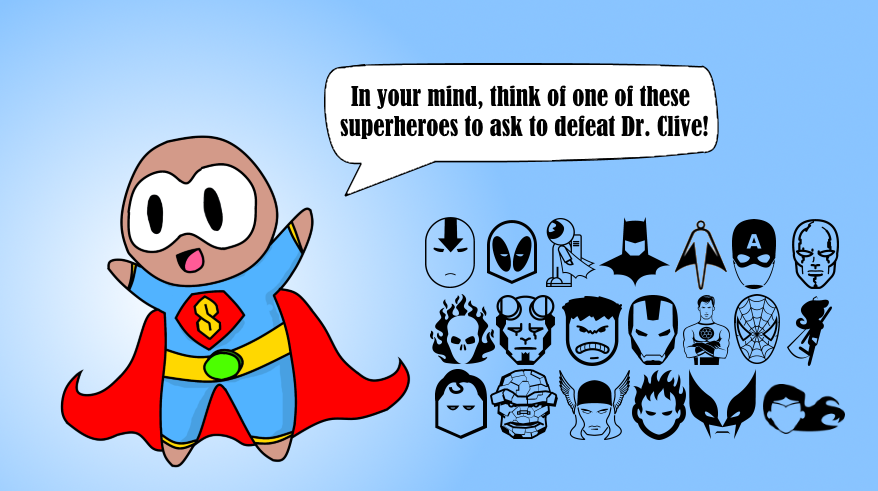 In your mind, think of one of these
superheroes to ask to defeat Dr. Clive!
S
A